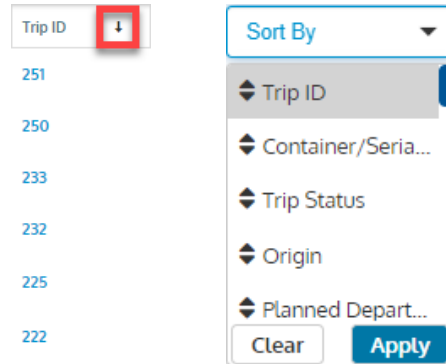 Trip ID
251
250
233
232
225
222
Sort By
Trip ID
Container/Seria...
Trip Status
Origin
Planned Depart...
Clear
Apply